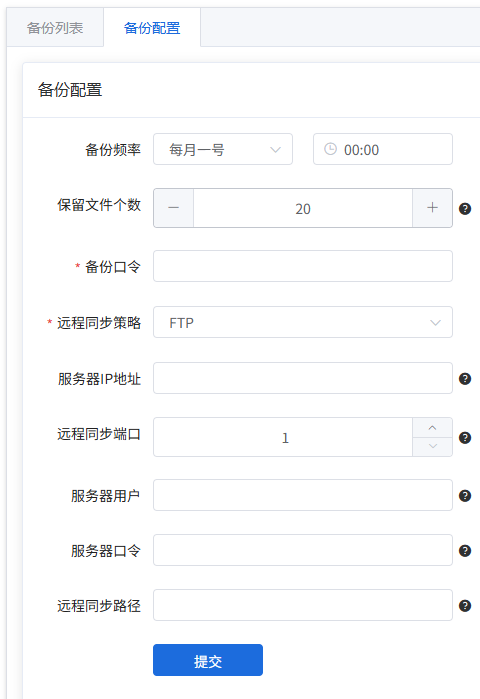 备份列表 备份配置
备份配置
备份频率 每月一号 00:00
保留文件个数 20
* 备份口令
* 远程同步策略 FTP
服务器IP地址
远程同步端口 1
服务器用户
服务器口令
远程同步路径
提交